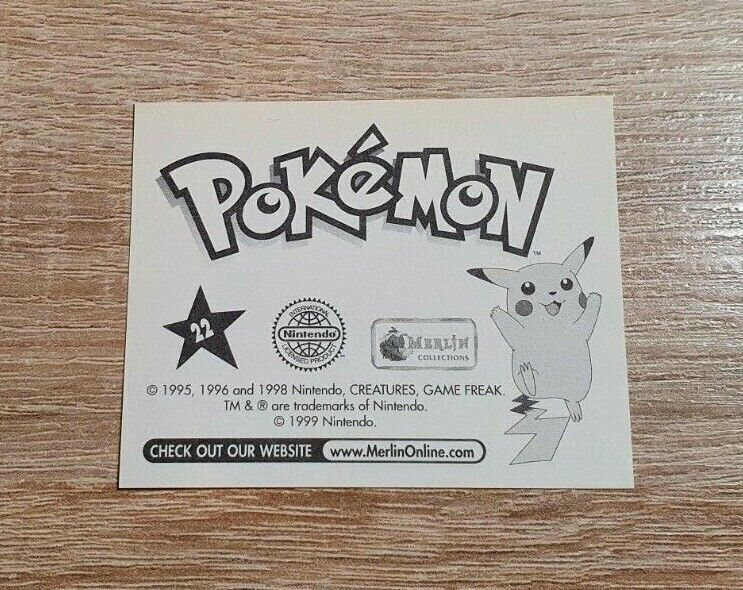 POKéMON
™
22
INTERNATIONAL
Nintendo
LICENSED PRODUCT
MERLIN
COLLECTIONS
© 1995, 1996 and 1998 Nintendo, CREATURES, GAME FREAK.
TM & ® are trademarks of Nintendo.
© 1999 Nintendo.
CHECK OUT OUR WEBSITE www.MerlinOnline.com